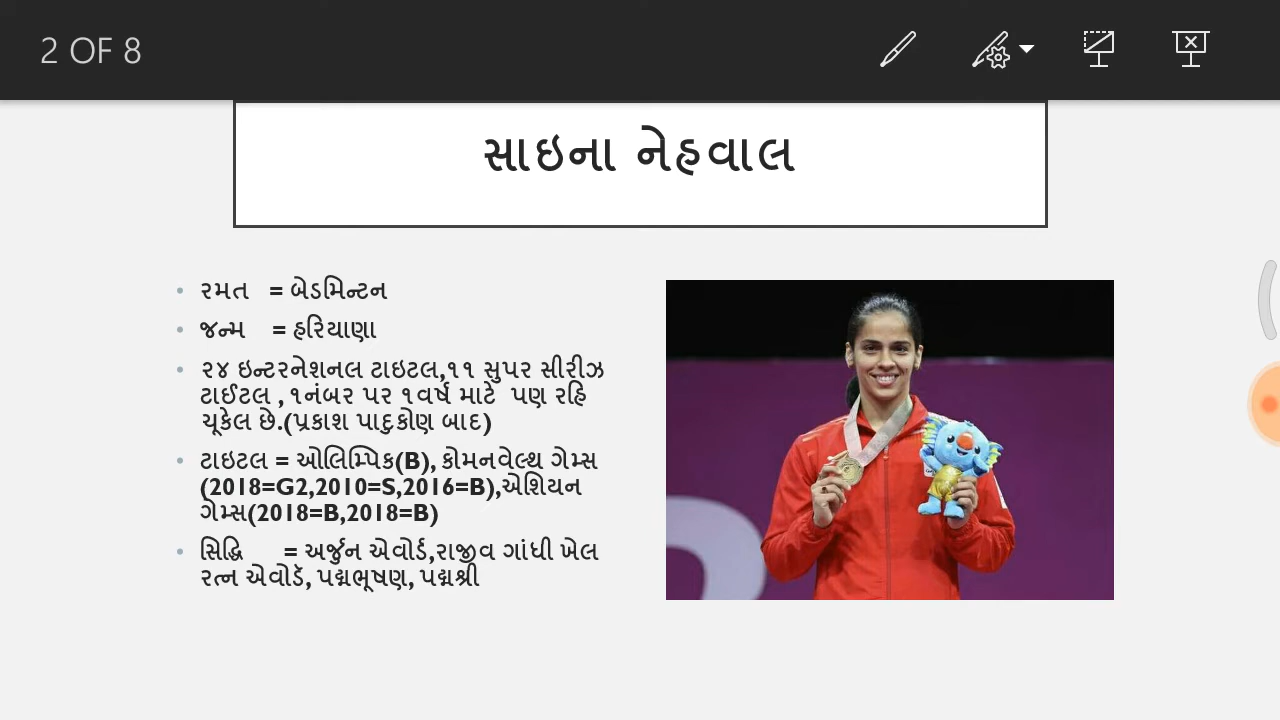 2 OF 8
સાઇના નેહવાલ
• રમત = બેડમિન્ટન
• જન્મ = હરિયાણા
• ૨૪ ઇન્ટરનેશનલ ટાઇટલ,૧૧ સુપર સીરીઝ
ટાઈટલ , ૧નંબર પર ૧વર્ષ માટે પણ રહિ
ચૂકેલ છે.(પ્રકાશ પાદુકોણ બાદ)
• ટાઇટલ = ઓલિમ્પિક(B), કોમનવેલ્થ ગેમ્સ
(2018=G2,2010=S,2016=B),એશિયન
ગેમ્સ(2018=B,2018=B)
• સિદ્ધિ = અર્જુન એવોર્ડ,રાજીવ ગાંધી ખેલ
રત્ન એવોર્ડ, પદ્મભૂષણ, પદ્મશ્રી